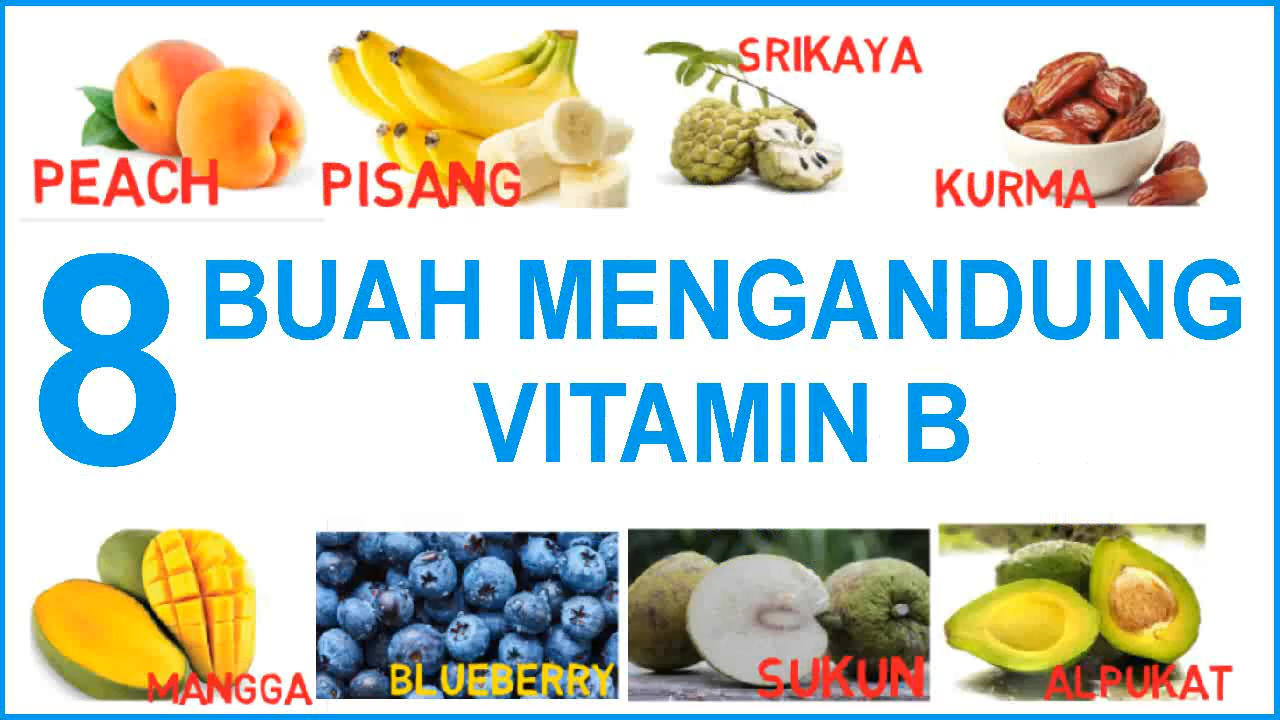 SRIKAYA
PEACH
PISANG
KURMA
8
BUAH MENGANDUNG
VITAMIN B
MANGGA
BLUEBERRY
SUKUN
ALPUKAT